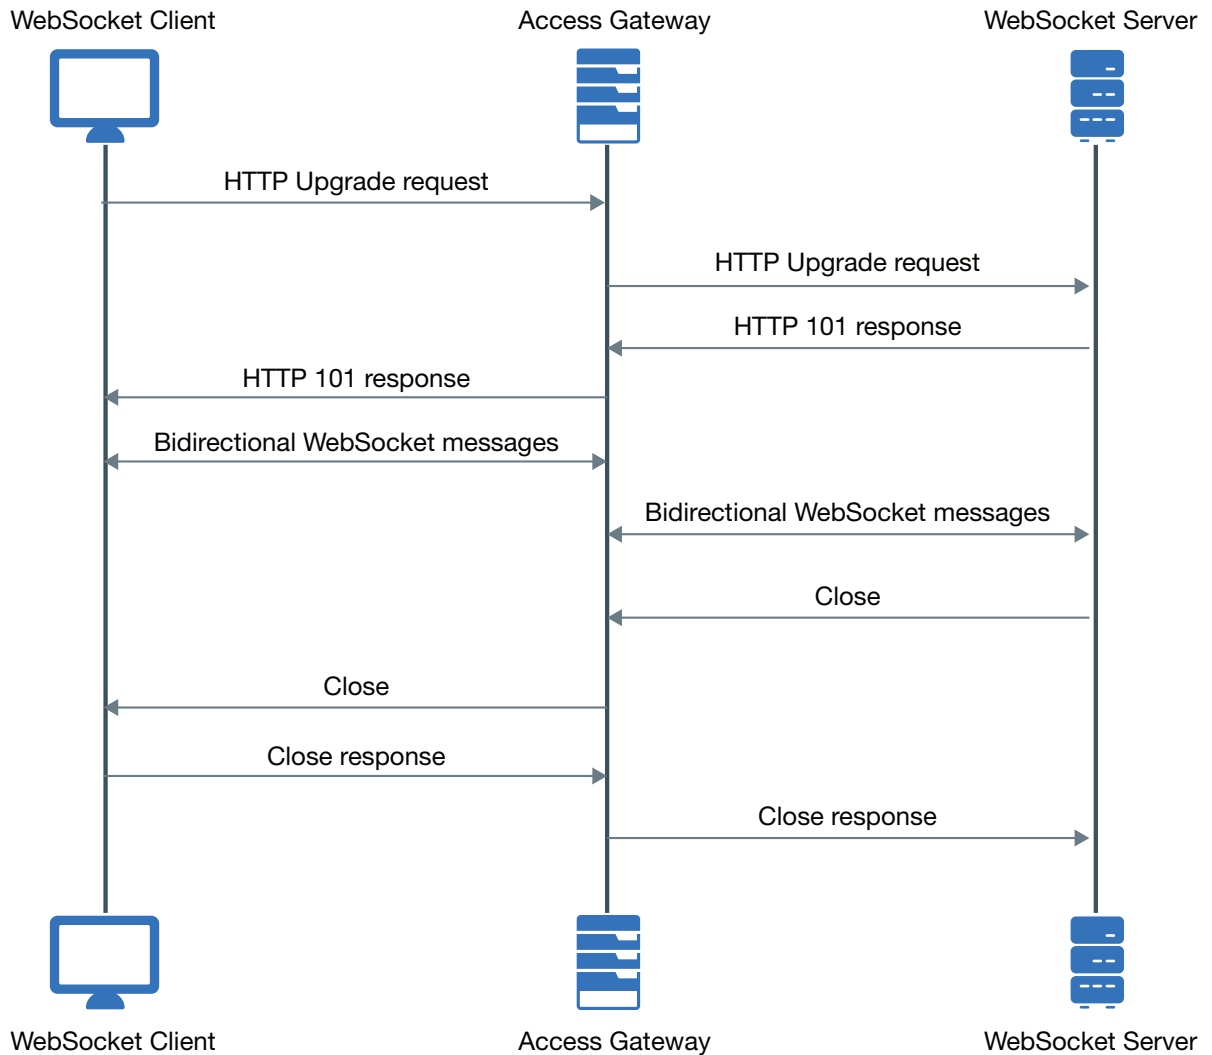 WebSocket Client
Access Gateway
WebSocket Server
HTTP Upgrade request
HTTP Upgrade request
HTTP 101 response
HTTP 101 response
Bidirectional WebSocket messages
Bidirectional WebSocket messages
Close
Close
Close response
Close response
WebSocket Client
Access Gateway
WebSocket Server